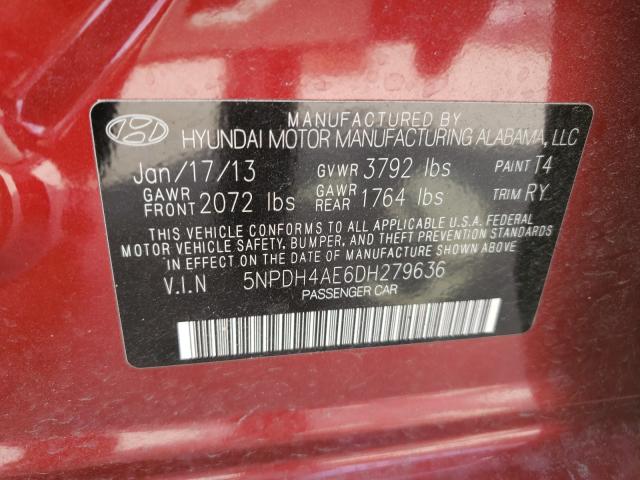 MANUFACTURED BY
HYUNDAI MOTOR MANUFACTURING ALABAMA, LLC
Jan/17/13 GVWR 3792 lbs PAINT T4
GAWR FRONT 2072 lbs GAWR REAR 1764 lbs TRIM RY
THIS VEHICLE CONFORMS TO ALL APPLICABLE U.S.A. FEDERAL
MOTOR VEHICLE SAFETY, BUMPER, AND THEFT PREVENTION STANDARDS
IN EFFECT ON THE DATE OF MANUFACTURE SHOWN ABOVE.
V.I.N 5NPDH4AE6DH279636
PASSENGER CAR